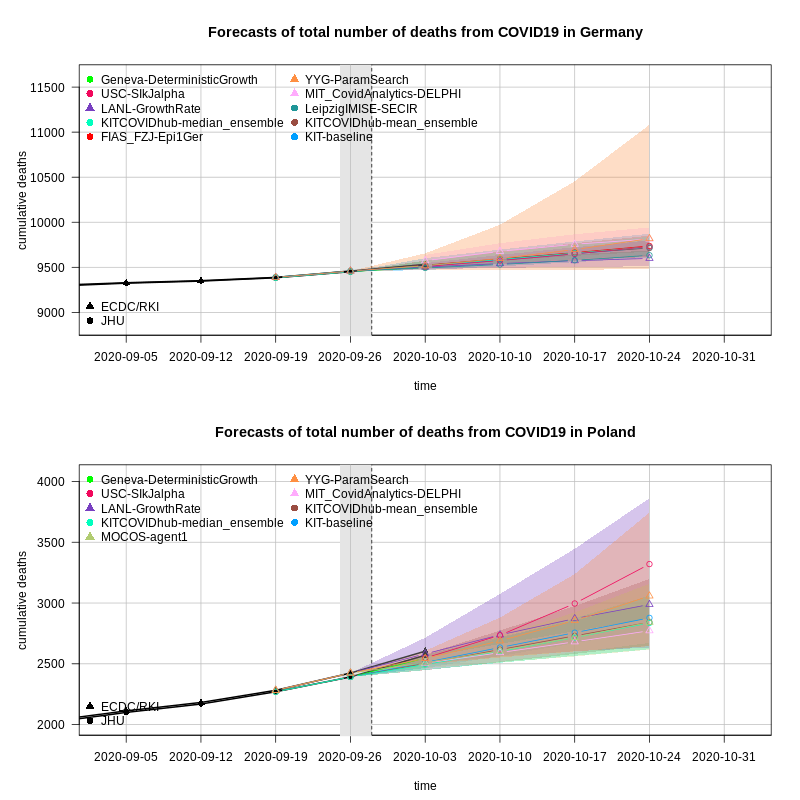 Forecasts of total number of deaths from COVID19 in Germany
cumulative deaths
11500
11000
10500
10000
9500
9000
Geneva-DeterministicGrowth
USC-SIkJalpha
LANL-GrowthRate
KITCOVIDhub-median_ensemble
FIAS_FZJ-Epi1Ger
YYG-ParamSearch
MIT_CovidAnalytics-DELPHI
LeipzigIMISE-SECIR
KITCOVIDhub-mean_ensemble
KIT-baseline
ECDC/RKI
JHU
2020-09-05 2020-09-12 2020-09-19 2020-09-26 2020-10-03 2020-10-10 2020-10-17 2020-10-24 2020-10-31
time
Forecasts of total number of deaths from COVID19 in Poland
cumulative deaths
4000
3500
3000
2500
2000
Geneva-DeterministicGrowth
USC-SIkJalpha
LANL-GrowthRate
KITCOVIDhub-median_ensemble
MOCOS-agent1
YYG-ParamSearch
MIT_CovidAnalytics-DELPHI
KITCOVIDhub-mean_ensemble
KIT-baseline
ECDC/RKI
JHU
2020-09-05 2020-09-12 2020-09-19 2020-09-26 2020-10-03 2020-10-10 2020-10-17 2020-10-24 2020-10-31
time